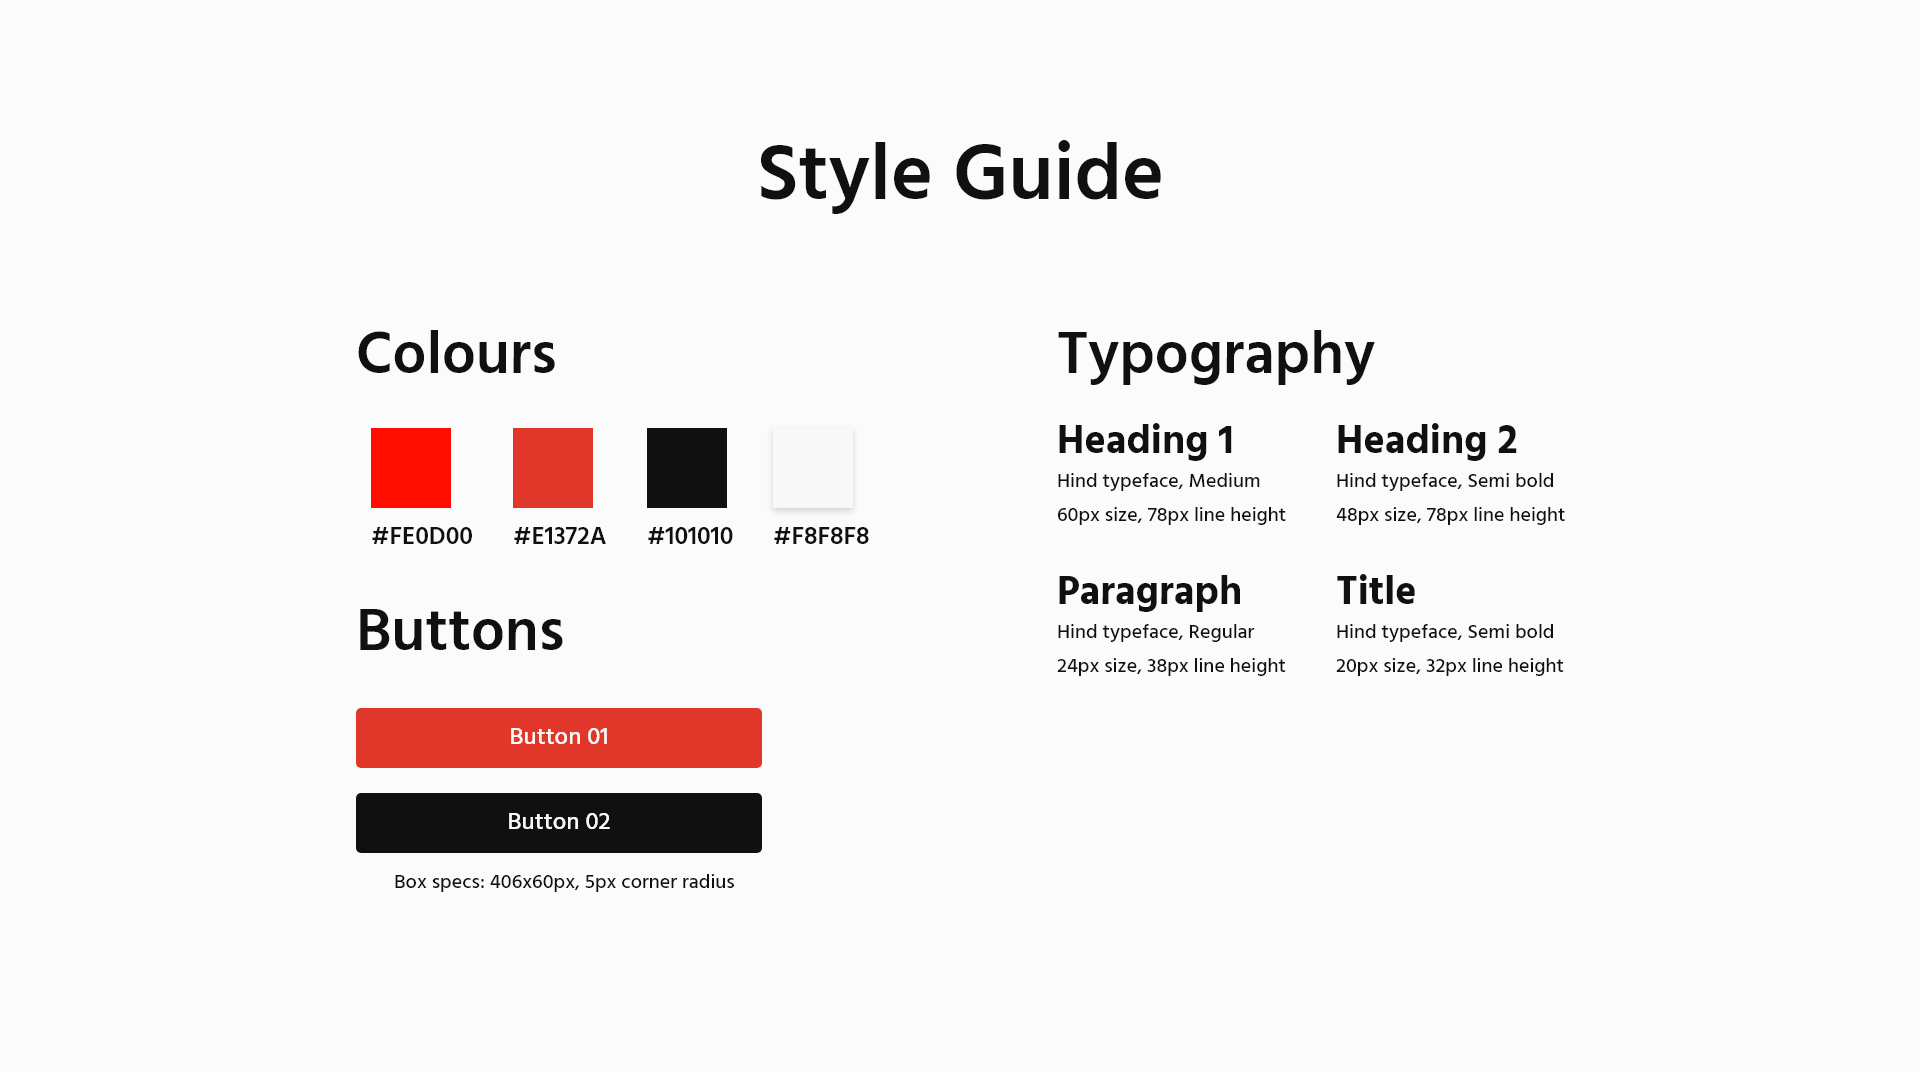 Style Guide
Colours
#FE0D00
#E1372A
#101010
#F8F8F8
Buttons
Button 01
Button 02
Box specs: 406x60px, 5px corner radius
Typography
Heading 1
Hind typeface, Medium
60px size, 78px line height
Heading 2
Hind typeface, Semi bold
48px size, 78px line height
Paragraph
Hind typeface, Regular
24px size, 38px line height
Title
Hind typeface, Semi bold
20px size, 32px line height